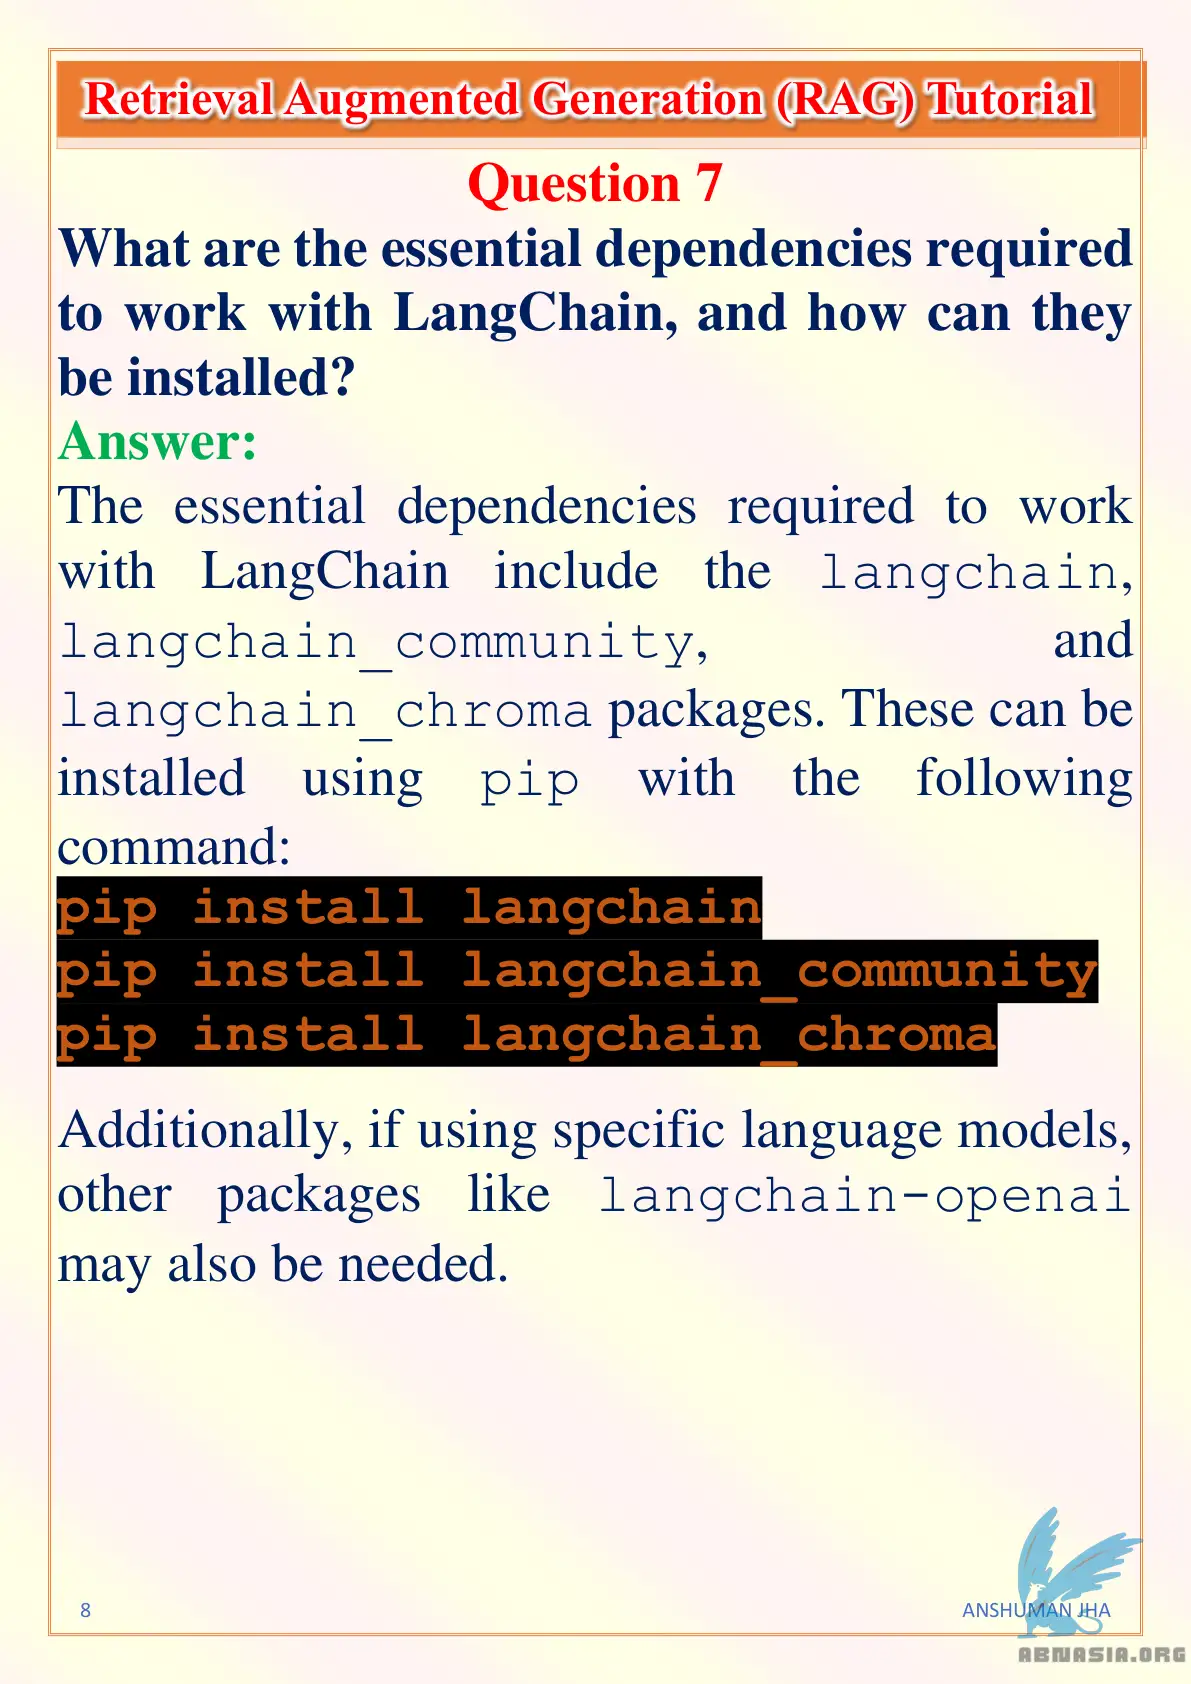 Retrieval Augmented Generation (RAG) Tutorial
Question 7
What are the essential dependencies required
to work with LangChain, and how can they
be installed?
Answer:
The essential dependencies required to work
with LangChain include the langchain,
langchain_community, and
langchain_chroma packages. These can be
installed using pip with the following
command:
pip install langchain
pip install langchain_community
pip install langchain_chroma
Additionally, if using specific language models,
other packages like langchain-openai
may also be needed.
8 ANSHUMAN JHA
ABNASIA.ORG